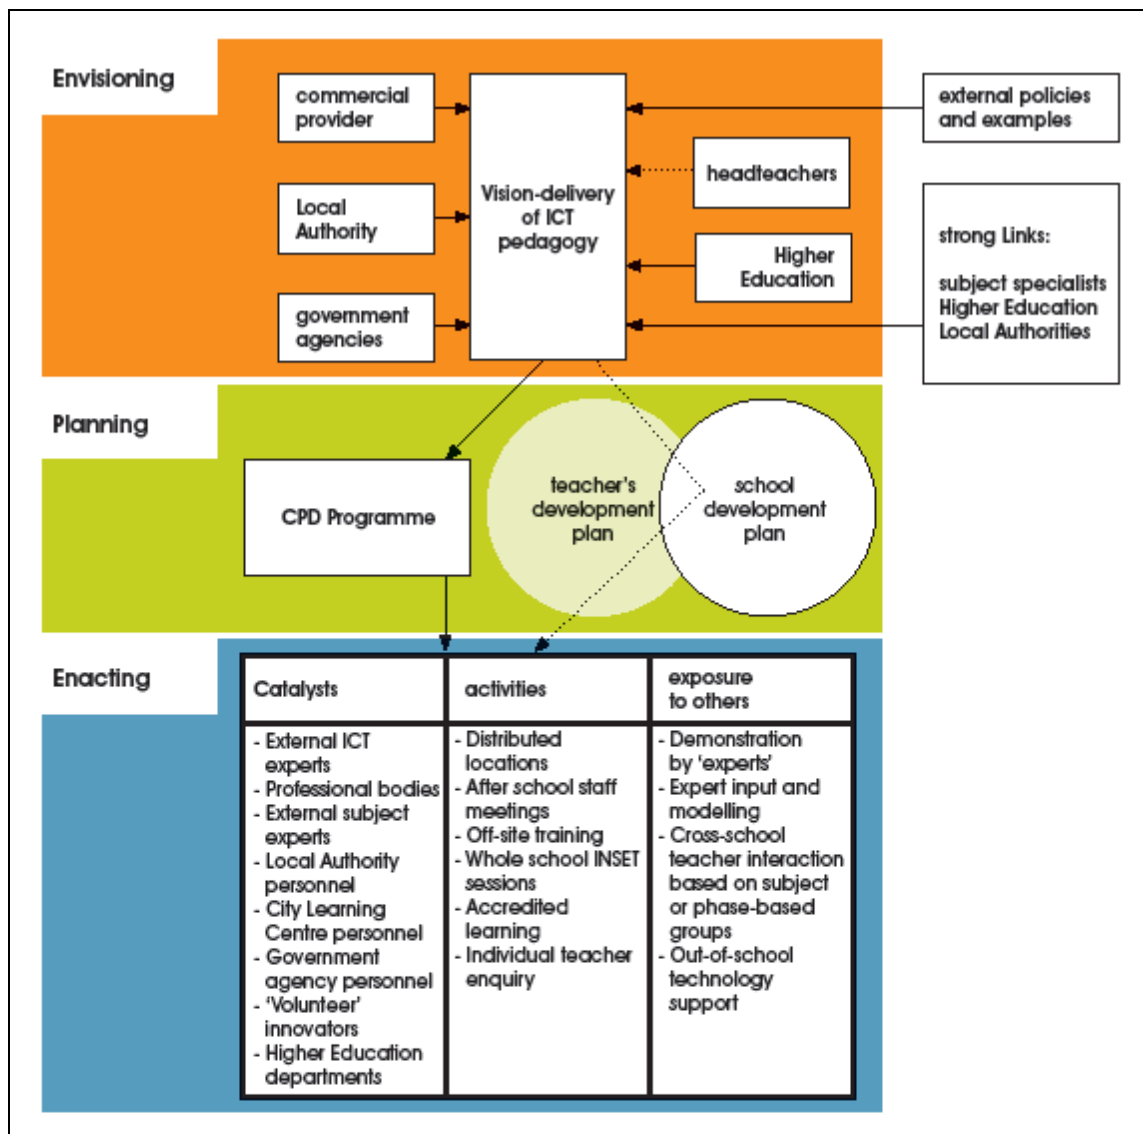 Envisioning
commercial
provider
Local
Authority
government
agencies
Vision-delivery
of ICT
pedagogy
headteachers
Higher
Education
external policies
and examples
strong Links:
subject specialists
Higher Education
Local Authorities
Planning
CPD Programme
teacher's
development
plan
school
development
plan
Enacting
Catalysts
- External ICT
experts
- Professional bodies
- External subject
experts
- Local Authority
personnel
- City Learning
Centre personnel
- Government
agency personnel
- 'Volunteer'
innovators
- Higher Education
departments
activities
- Distributed
locations
- After school staff
meetings
- Off-site training
- Whole school INSET
sessions
- Accredited
learning
- Individual teacher
enquiry
exposure
to others
- Demonstration
by 'experts'
- Expert input and
modelling
- Cross-school
teacher interaction
based on subject
or phase-based
groups
- Out-of-school
technology
support